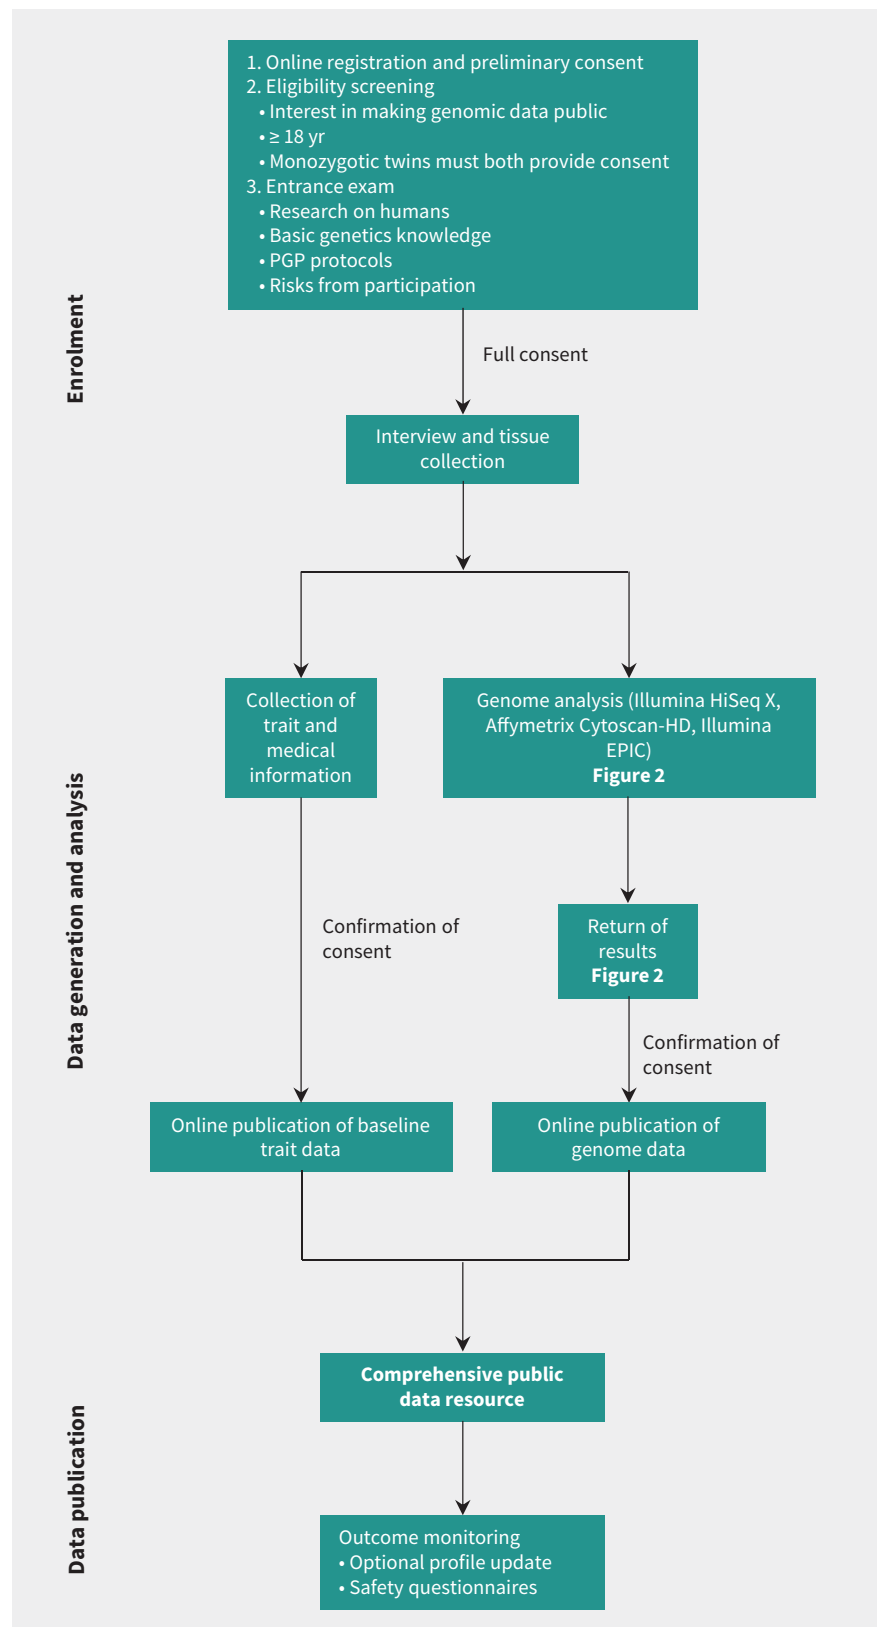 Enrolment
1. Online registration and preliminary consent
2. Eligibility screening
• Interest in making genomic data public
• ≥ 18 yr
• Monozygotic twins must both provide consent
3. Entrance exam
• Research on humans
• Basic genetics knowledge
• PGP protocols
• Risks from participation
Full consent
Interview and tissue
collection
Data generation and analysis
Collection of
trait and
medical
information
Genome analysis (Illumina HiSeq X,
Affymetrix Cytoscan-HD, Illumina
EPIC)
Figure 2
Confirmation of
consent
Return of
results
Figure 2
Confirmation of
consent
Online publication of baseline
trait data
Online publication of
genome data
Data publication
Comprehensive public
data resource
Outcome monitoring
• Optional profile update
• Safety questionnaires